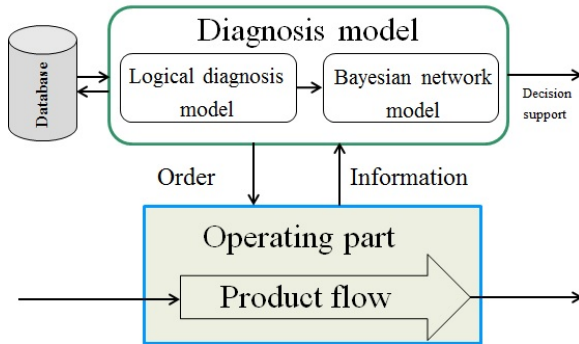 Diagnosis model
Database
Logical diagnosis
model
Bayesian network
model
Decision
support
Order
Information
Operating part
Product flow